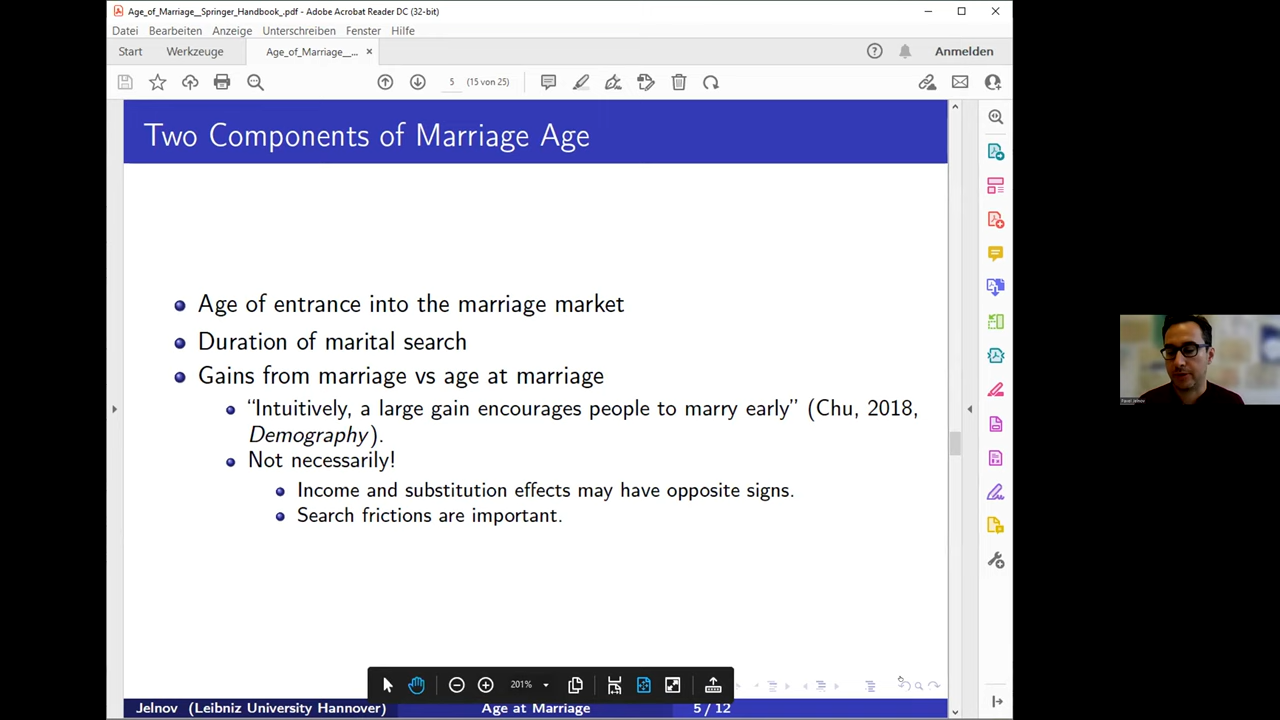 Age_of_Marriage__Springer_Handbook_.pdf - Adobe Acrobat Reader DC (32-bit)
Datei Bearbeiten Anzeige Unterschreiben Fenster Hilfe
Start Werkzeuge Age_of_Marriage__... Anmelden
5 (15 von 25)
Two Components of Marriage Age
Age of entrance into the marriage market
Duration of marital search
Gains from marriage vs age at marriage
“Intuitively, a large gain encourages people to marry early” (Chu, 2018,
Demography).
Not necessarily!
Income and substitution effects may have opposite signs.
Search frictions are important.
201%
Jelnov (Leibniz University Hannover) Age at Marriage 5 / 12